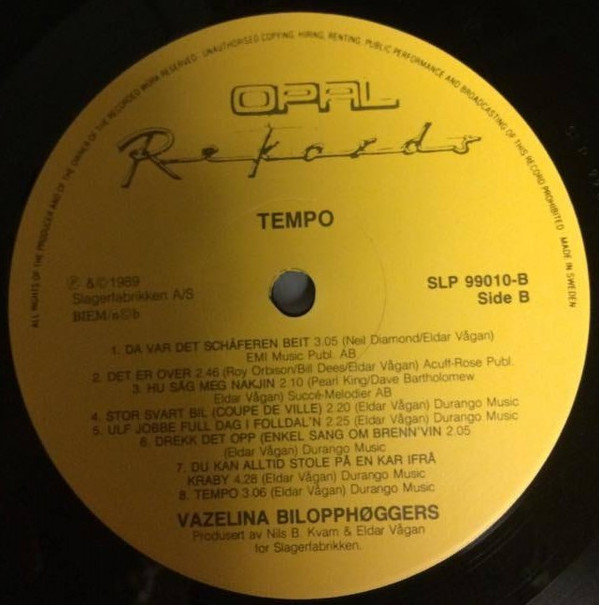 ALL RIGHTS OF THE PRODUCER AND OF THE OWNER OF THE RECORDED WORK RESERVED. UNAUTHORISED COPYING, HIRING, RENTING, PUBLIC PERFORMANCE AND BROADCASTING OF THIS RECORD PROHIBITED. MADE IN SWEDEN
OPAL
Rekords
TEMPO
℗ & © 1989
Slagerfabrikken A/S
BIEM/n©b
SLP 99010-B
Side B
1. DA VAR DET SCHÄFEREN BEIT 3.05 (Neil Diamond/Eldar Vågan)
EMI Music Publ. AB
2. DET ER OVER 2.46 (Roy Orbison/Bill Dees/Eldar Vågan) Acuff-Rose Publ.
3. HU SÅG MEG NAKJIN 2.10 (Pearl King/Dave Bartholomew
Eldar Vågan) Succé-Melodier AB
4. STOR SVART BIL (COUPE DE VILLE) 2.20 (Eldar Vågan) Durango Music
5. ULF JOBBE FULL DAG I FOLLDAL'N 2.25 (Eldar Vågan) Durango Music
6. DREKK DET OPP (ENKEL SANG OM BRENN'VIN 2.05
(Eldar Vågan) Durango Music
7. DU KAN ALLTID STOLE PÅ EN KAR IFRÅ
KRABY 4.28 (Eldar Vågan) Durango Music
8. TEMPO 3.06 (Eldar Vågan) Durango Music
VAZELINA BILOPPHØGGERS
Produsert av Nils B. Kvam & Eldar Vågan
for Slagerfabrikken.